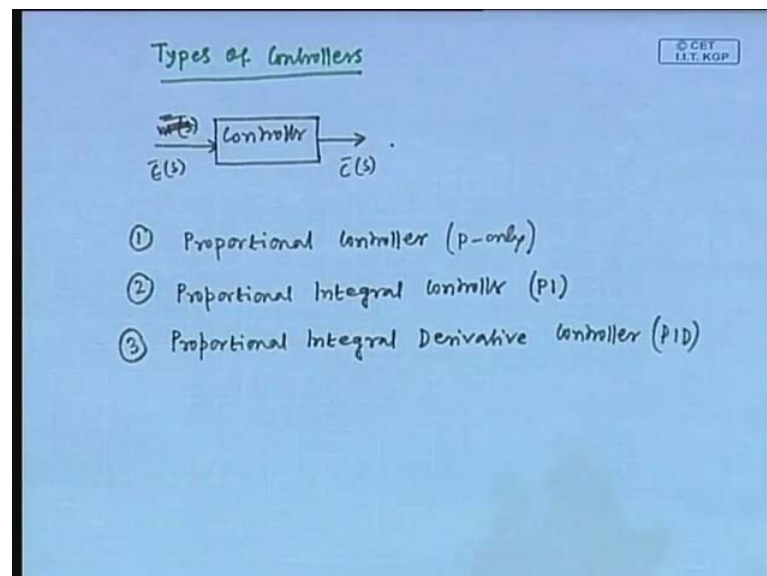 Types of Controllers
© CET
I.I.T. KGP
Controller
Ē(s)
C̄(s)
① Proportional Controller (P-only)
② Proportional Integral Controller (PI)
③ Proportional Integral Derivative Controller (PID)